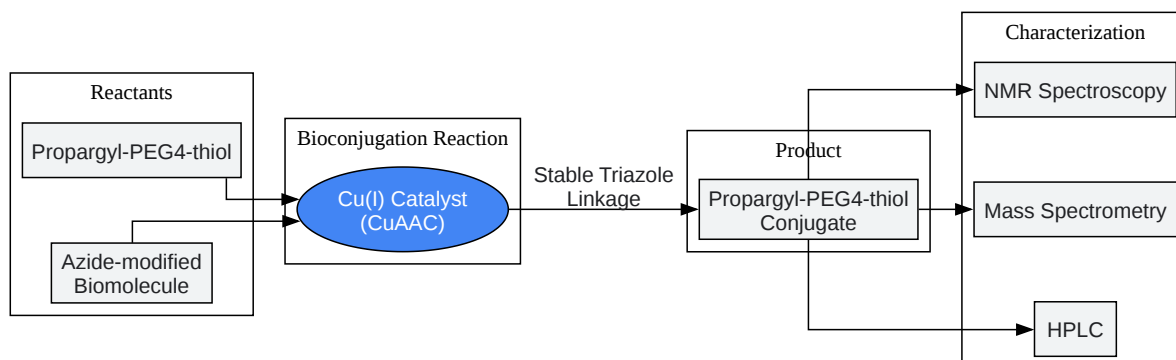 Reactants
Propargyl-PEG4-thiol
Azide-modified
Biomolecule
Bioconjugation Reaction
Cu(I) Catalyst
(CuAAC)
Stable Triazole
Linkage
Product
Propargyl-PEG4-thiol
Conjugate
Characterization
NMR Spectroscopy
Mass Spectrometry
HPLC